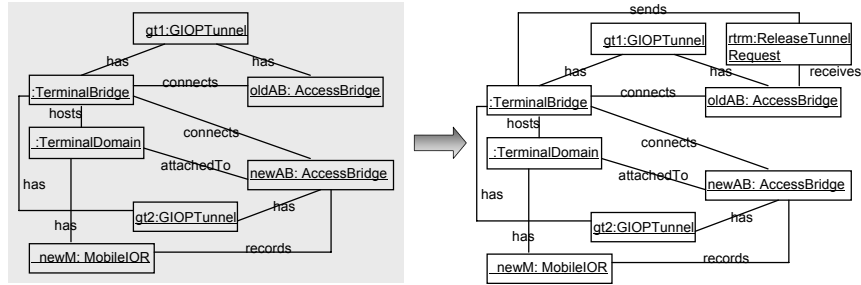 gt1:GIOPTunnel
has
has
connects
:TerminalBridge
oldAB: AccessBridge
hosts
connects
:TerminalDomain
attachedTo
newAB: AccessBridge
has
has
gt2:GIOPTunnel
has
newM: MobileIOR
records
sends
gt1:GIOPTunnel
rtrm:ReleaseTunnel
Request
has
has
receives
connects
:TerminalBridge
oldAB: AccessBridge
hosts
connects
:TerminalDomain
attachedTo
newAB: AccessBridge
has
has
gt2:GIOPTunnel
has
newM: MobileIOR
records